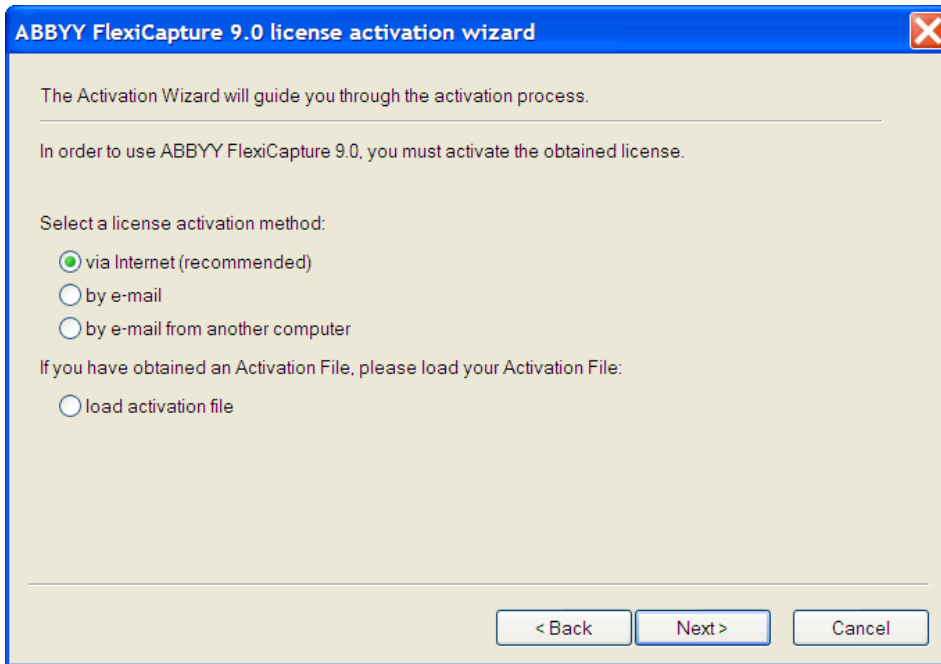 ABBYY FlexiCapture 9.0 license activation wizard
The Activation Wizard will guide you through the activation process.
In order to use ABBYY FlexiCapture 9.0, you must activate the obtained license.
Select a license activation method:
via Internet (recommended)
by e-mail
by e-mail from another computer
If you have obtained an Activation File, please load your Activation File:
load activation file
< Back Next > Cancel